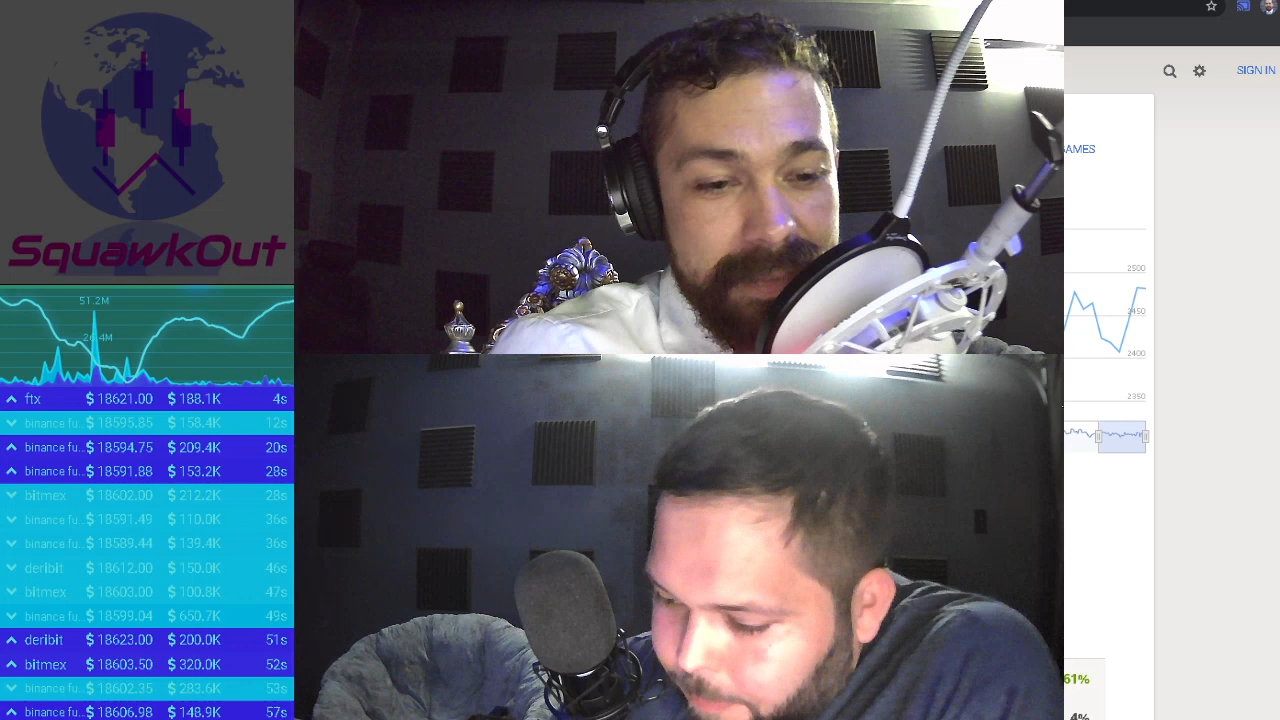 SquawkOut
51.2M
26.4M
ftx $ 18621.00 $ 188.1K 4s
binance fu.. $ 18595.85 $ 158.4K 12s
binance fu.. $ 18594.75 $ 209.4K 20s
binance fu.. $ 18591.88 $ 153.2K 28s
bitmex $ 18602.00 $ 212.2K 28s
binance fu.. $ 18591.49 $ 110.0K 36s
binance fu.. $ 18589.44 $ 139.4K 36s
deribit $ 18612.00 $ 150.0K 46s
bitmex $ 18603.00 $ 100.8K 47s
binance fu.. $ 18599.04 $ 650.7K 49s
deribit $ 18623.00 $ 200.0K 51s
bitmex $ 18603.50 $ 320.0K 52s
binance fu.. $ 18602.35 $ 283.6K 53s
binance fu.. $ 18606.98 $ 148.9K 57s
SIGN IN
AMES
2500
2450
2400
2350
61%
4%